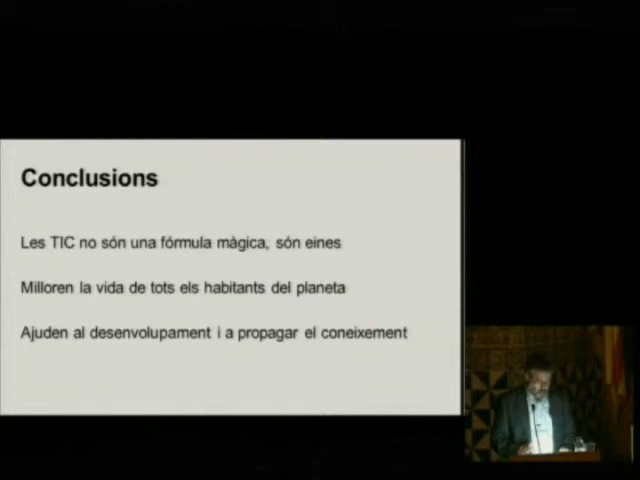 Conclusions
Les TIC no són una fórmula màgica, són eines
Milloren la vida de tots els habitants del planeta
Ajuden al desenvolupament i a propagar el coneixement